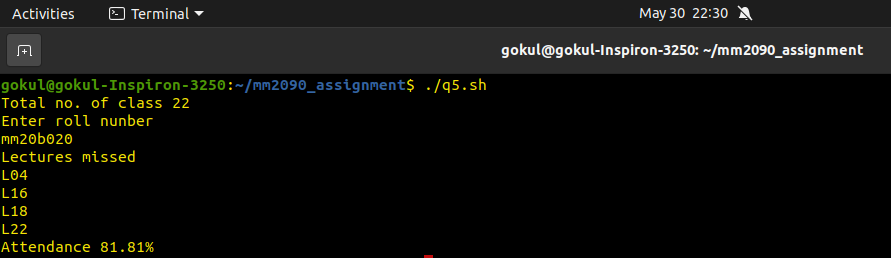 Activities Terminal May 30 22:30
gokul@gokul-Inspiron-3250: ~/mm2090_assignment
gokul@gokul-Inspiron-3250:~/mm2090_assignment$ ./q5.sh
Total no. of class 22
Enter roll nunber
mm20b020
Lectures missed
L04
L16
L18
L22
Attendance 81.81%